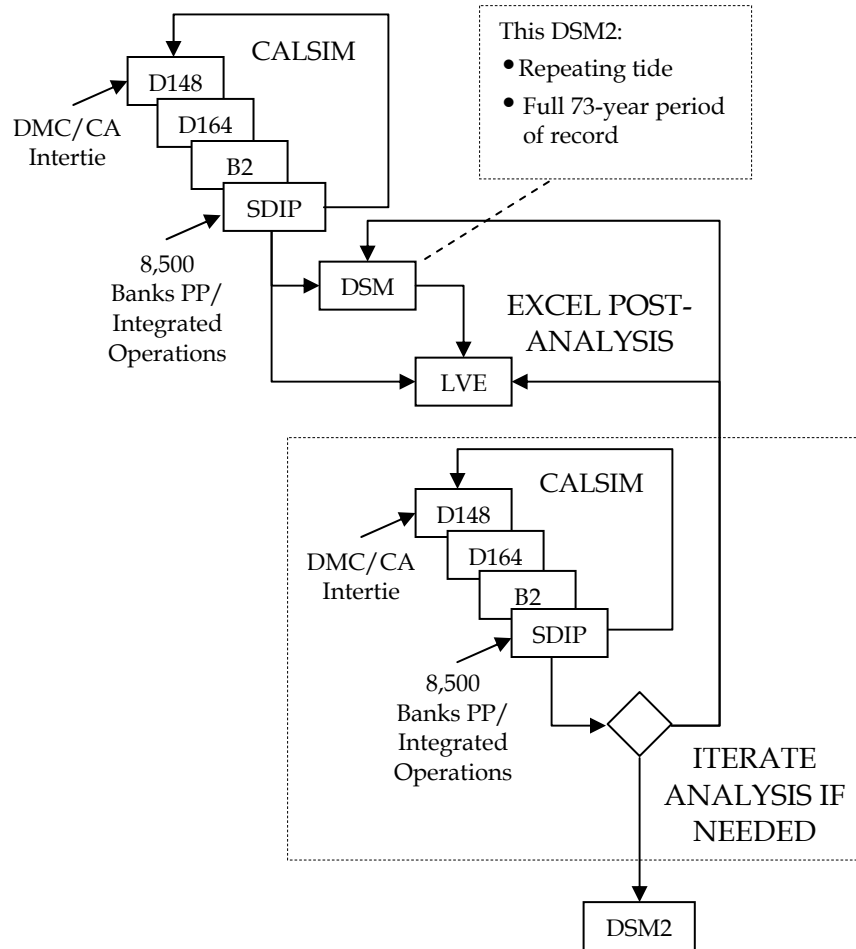 CALSIM
D148
DMC/CA
Intertie
D164
B2
SDIP
8,500
Banks PP/
Integrated
Operations
This DSM2:
• Repeating tide
• Full 73-year period
of record
DSM
EXCEL POST-
ANALYSIS
LVE
CALSIM
D148
DMC/CA
Intertie
D164
B2
SDIP
8,500
Banks PP/
Integrated
Operations
ITERATE
ANALYSIS IF
NEEDED
DSM2